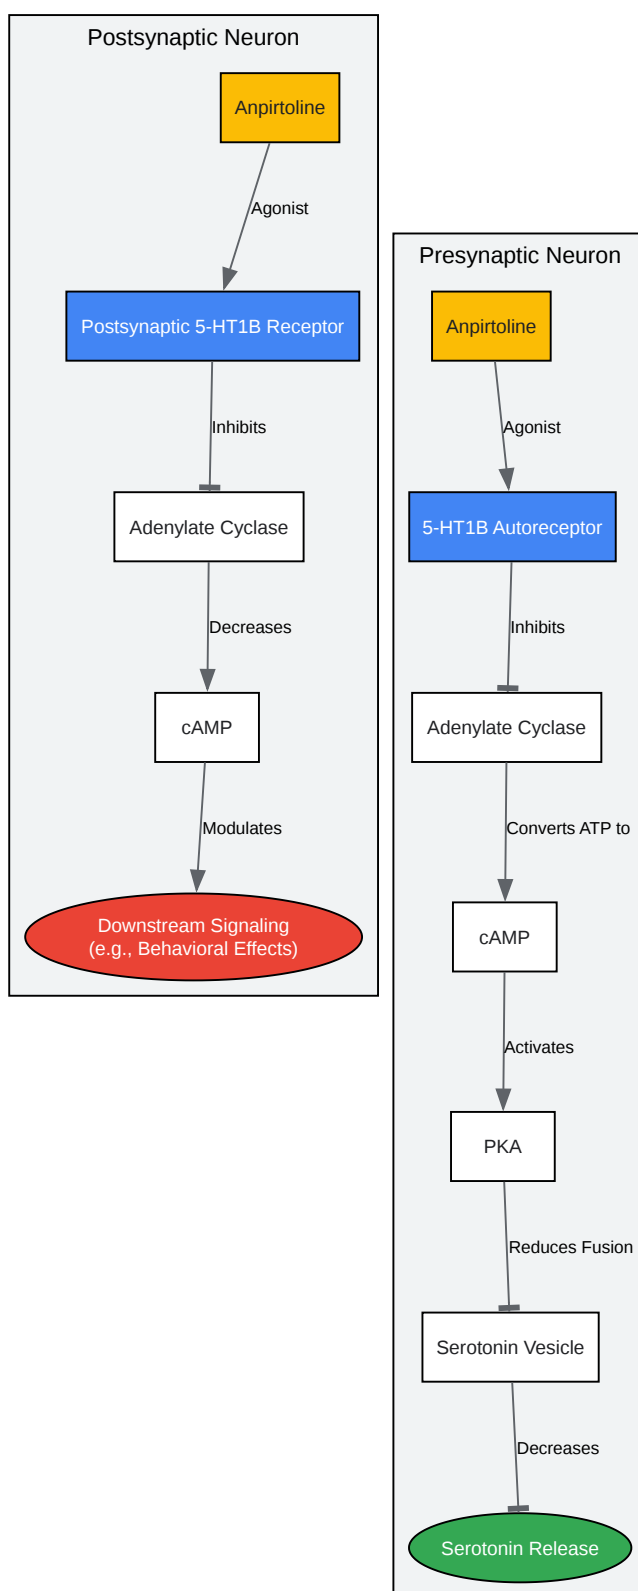 Postsynaptic Neuron
Anpirtoline
Agonist
Postsynaptic 5-HT1B Receptor
Inhibits
Adenylate Cyclase
Decreases
cAMP
Modulates
Downstream Signaling
(e.g., Behavioral Effects)
Presynaptic Neuron
Anpirtoline
Agonist
5-HT1B Autoreceptor
Inhibits
Adenylate Cyclase
Converts ATP to
cAMP
Activates
PKA
Reduces Fusion
Serotonin Vesicle
Decreases
Serotonin Release